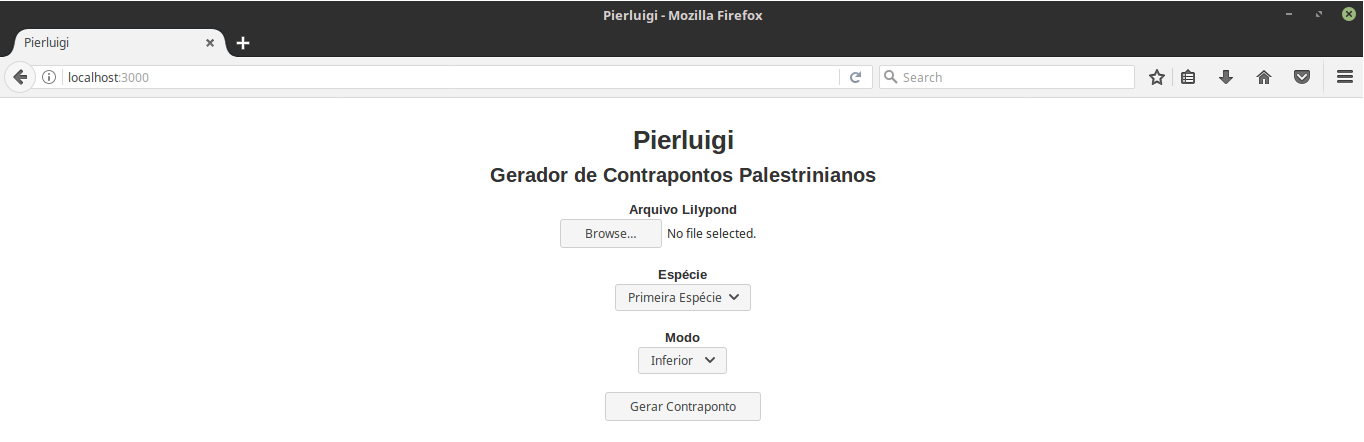 Pierluigi - Mozilla Firefox
Pierluigi
localhost:3000
Search
Pierluigi
Gerador de Contrapontos Palestrinianos
Arquivo Lilypond
Browse... No file selected.
Espécie
Primeira Espécie
Modo
Inferior
Gerar Contraponto